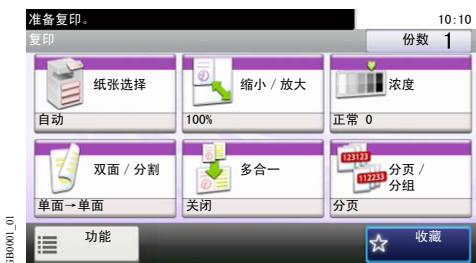 准备复印。
10:10
复印
份数 1
纸张选择
自动
缩小 / 放大
100%
浓度
正常 0
双面 / 分割
单面→单面
多合一
关闭
123123
112233
分页 /
分组
分页
功能
收藏
GB0001_01